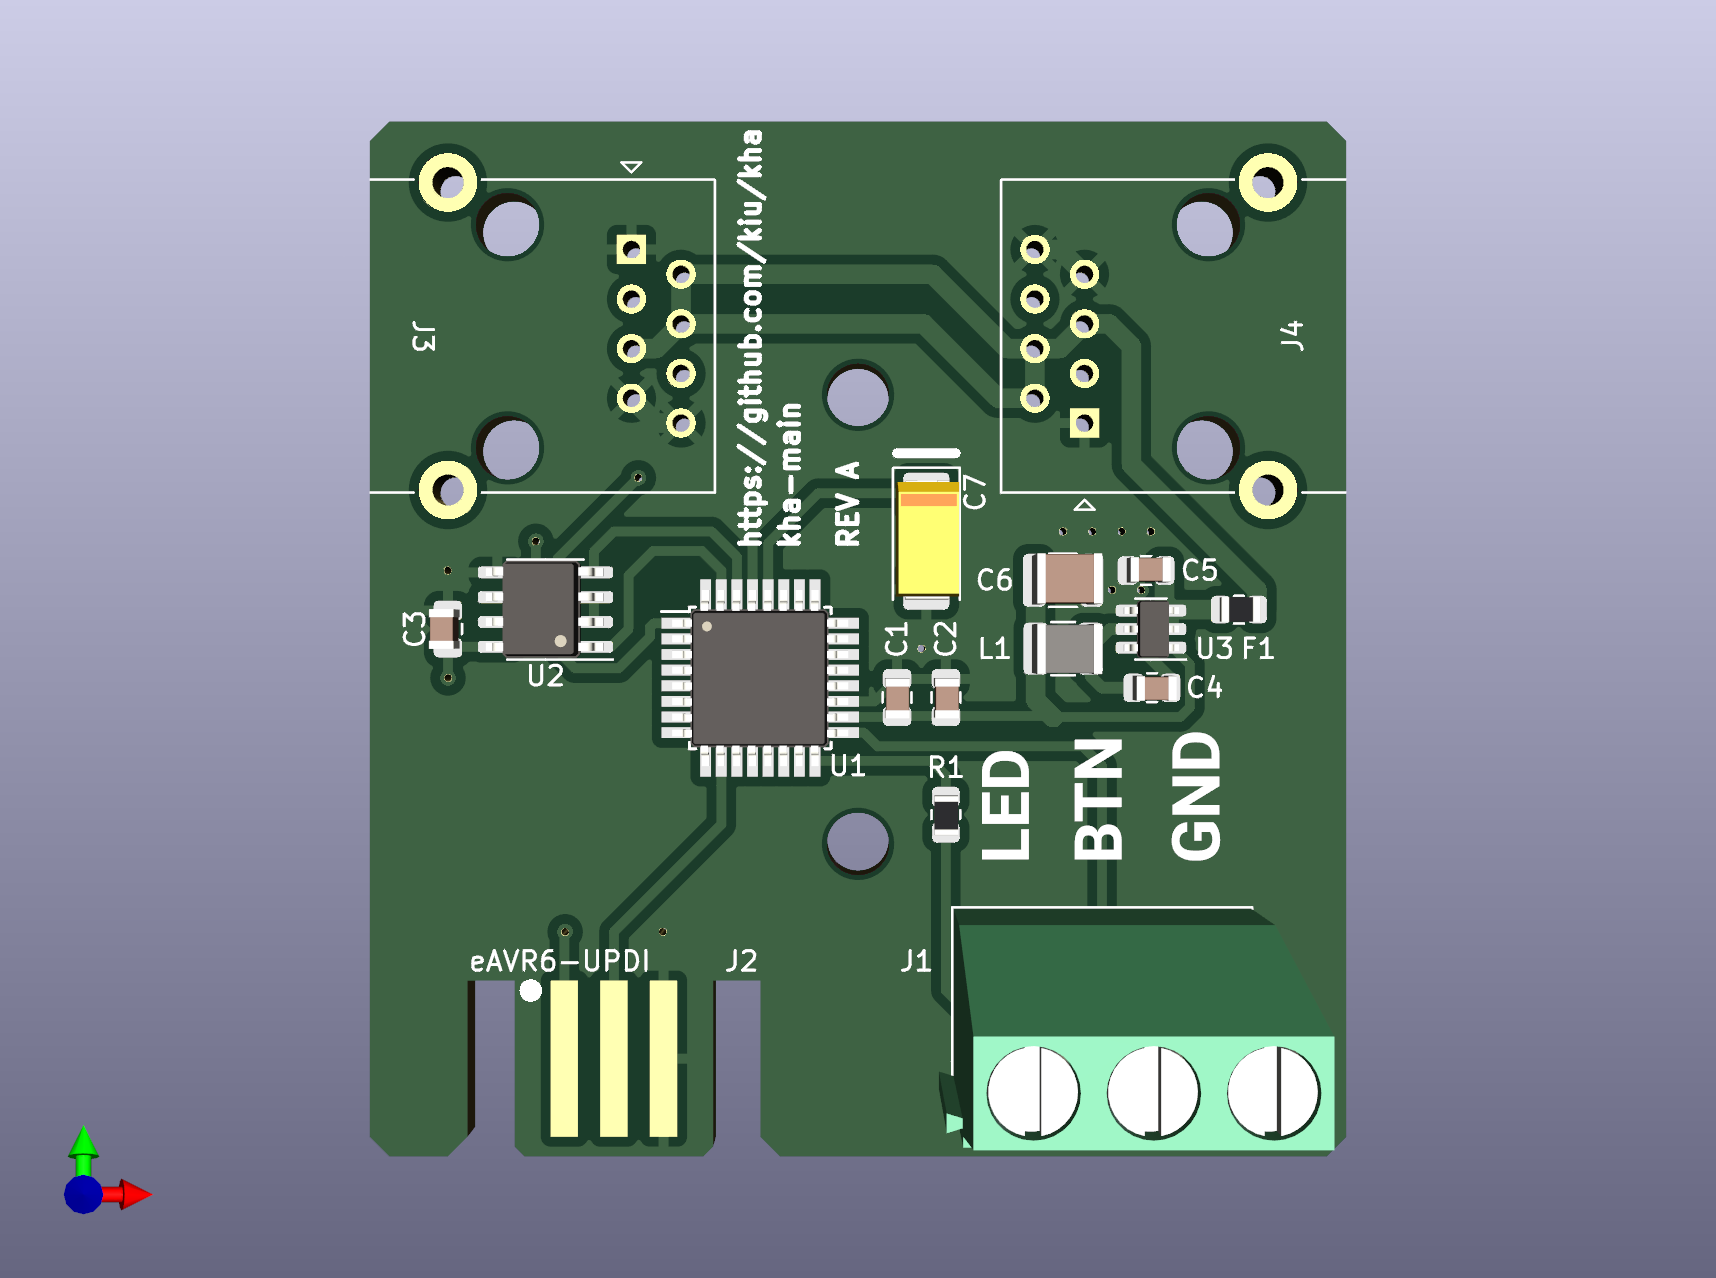 https://github.com/kiu/kha
kha-main
REV A
J3
J4
C7
C6
C5
C3
C1
C2
L1
U3
F1
U2
C4
U1
R1
LED
BTN
GND
eAVR6-UPDI
J2
J1